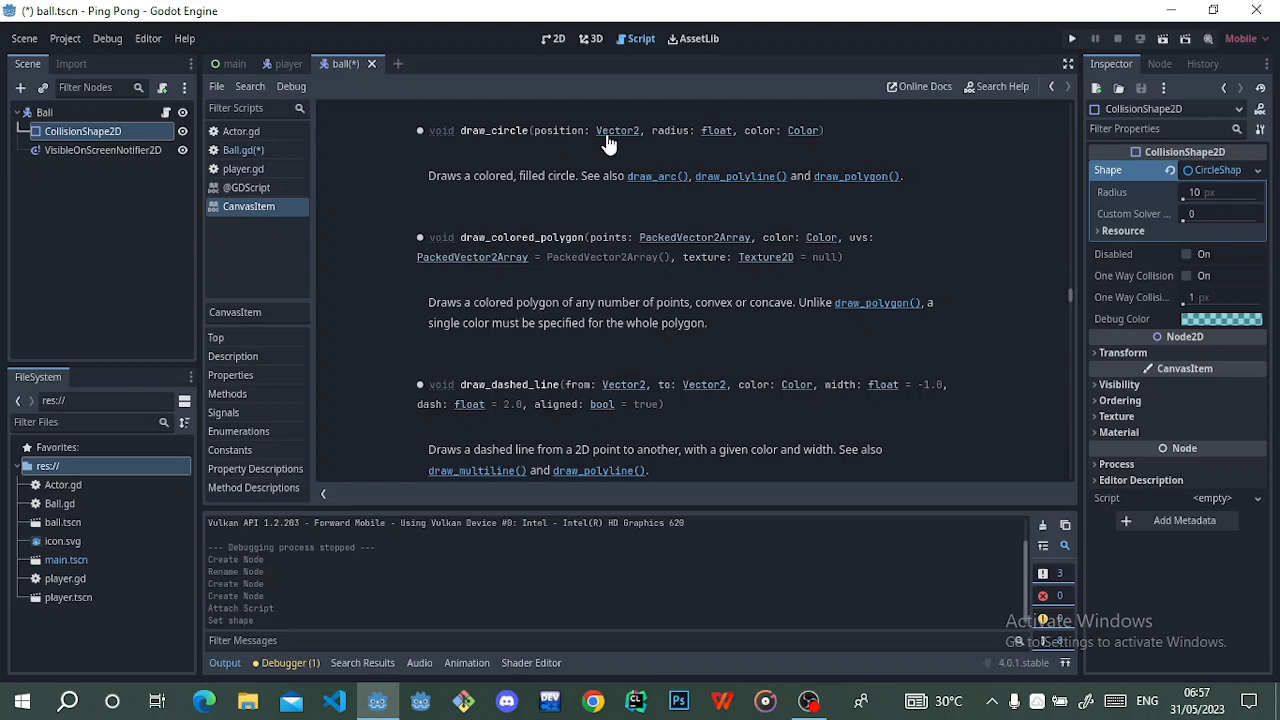 (*) ball.tscn - Ping Pong - Godot Engine
Scene Project Debug Editor Help
2D 3D Script AssetLib
Mobile
Scene Import
main player ball(*)
Inspector Node History
Filter Nodes
File Search Debug
Online Docs Search Help
Ball
CollisionShape2D
VisibleOnScreenNotifier2D
Filter Scripts
Actor.gd
Ball.gd(*)
player.gd
@GDScript
CanvasItem
CanvasItem
Top
Description
Properties
Methods
Signals
Enumerations
Constants
Property Descriptions
Method Descriptions
void draw_circle(position: Vector2, radius: float, color: Color)
Draws a colored, filled circle. See also draw_arc(), draw_polyline() and draw_polygon().
void draw_colored_polygon(points: PackedVector2Array, color: Color, uvs:
PackedVector2Array = PackedVector2Array(), texture: Texture2D = null)
Draws a colored polygon of any number of points, convex or concave. Unlike draw_polygon(), a
single color must be specified for the whole polygon.
void draw_dashed_line(from: Vector2, to: Vector2, color: Color, width: float = -1.0,
dash: float = 2.0, aligned: bool = true)
Draws a dashed line from a 2D point to another, with a given color and width. See also
draw_multiline() and draw_polyline().
CollisionShape2D
Filter Properties
CollisionShape2D
Shape CircleShap
Radius 10 px
Custom Solver ... 0
Resource
Disabled On
One Way Collision On
One Way Collisi... 1 px
Debug Color
Node2D
Transform
CanvasItem
Visibility
Ordering
Texture
Material
Node
Process
Editor Description
Script <empty>
Add Metadata
FileSystem
res://
Filter Files
Favorites:
res://
Actor.gd
Ball.gd
ball.tscn
icon.svg
main.tscn
player.gd
player.tscn
Vulkan API 1.2.203 - Forward Mobile - Using Vulkan Device #0: Intel - Intel(R) HD Graphics 620
--- Debugging process stopped ---
Create Node
Rename Node
Create Node
Create Node
Attach Script
Set shape
3
0
Filter Messages
Output Debugger (1) Search Results Audio Animation Shader Editor
4.0.1.stable
Activate Windows
Go to Settings to activate Windows.
30°C
ENG
06:57
31/05/2023